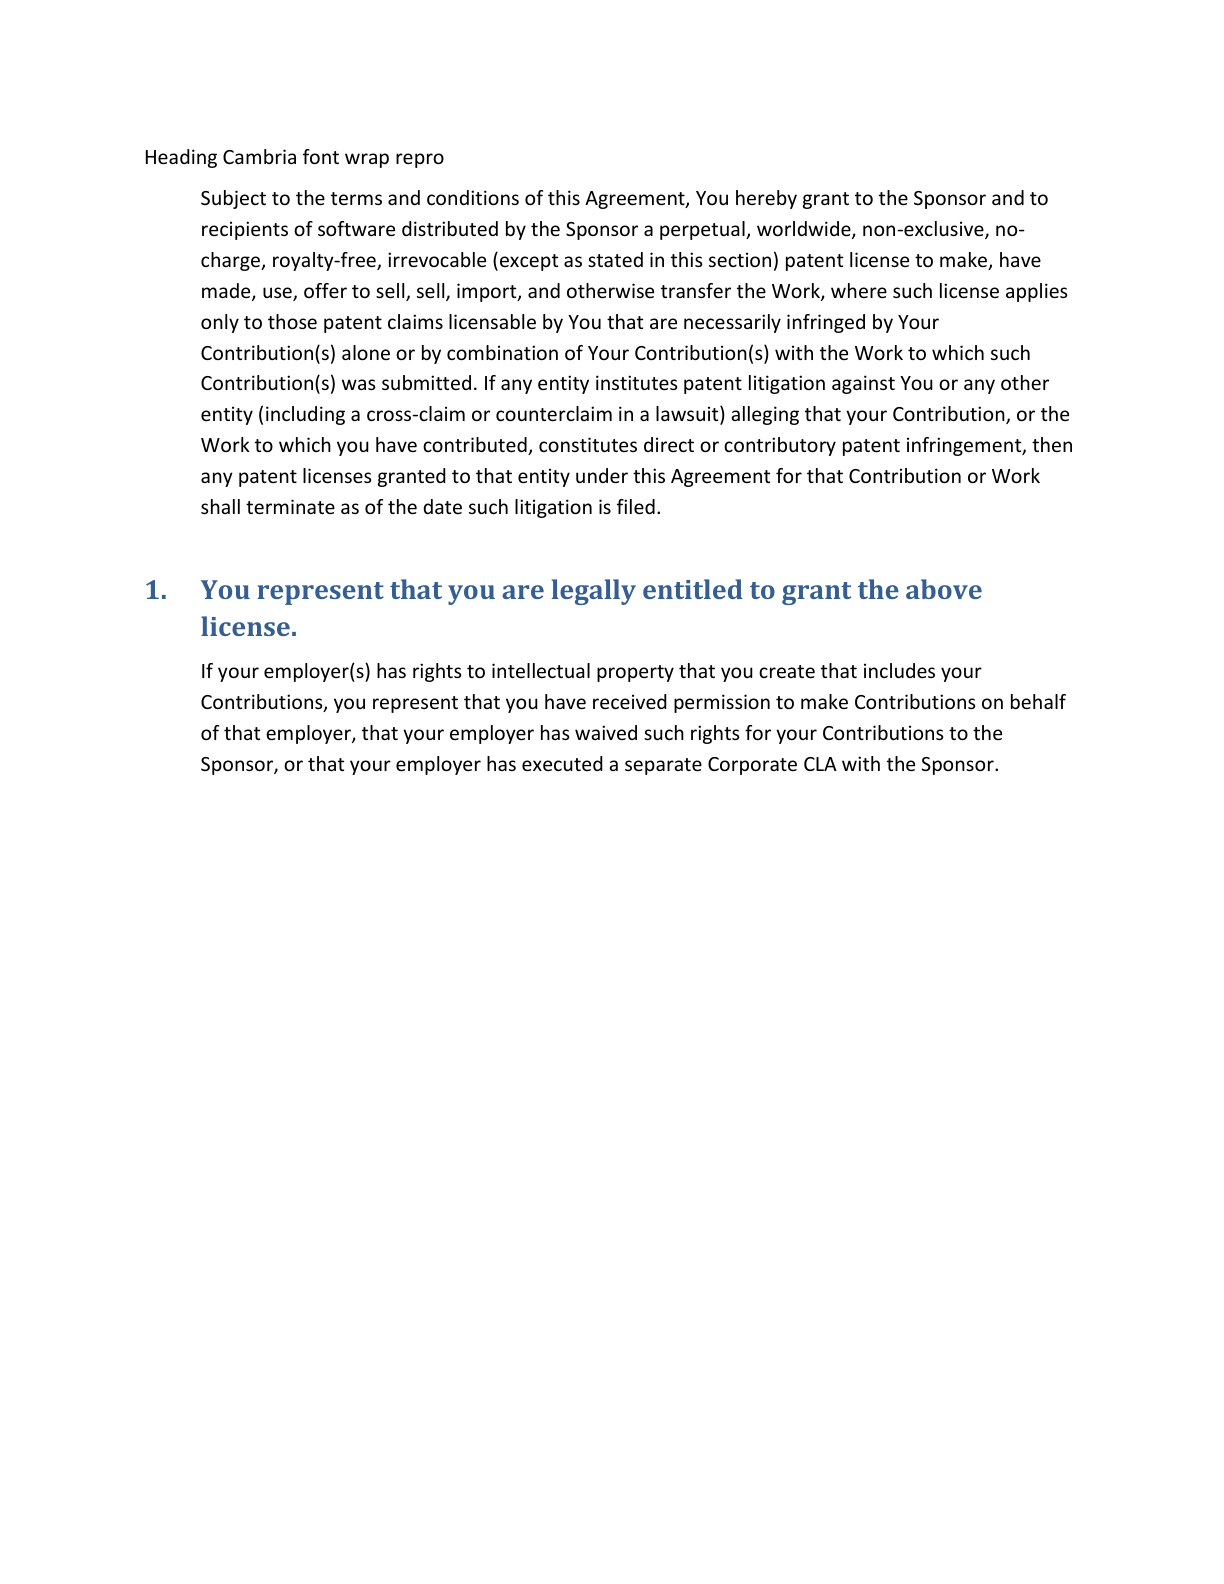 Heading Cambria font wrap repro
Subject to the terms and conditions of this Agreement, You hereby grant to the Sponsor and to
recipients of software distributed by the Sponsor a perpetual, worldwide, non-exclusive, no-
charge, royalty-free, irrevocable (except as stated in this section) patent license to make, have
made, use, offer to sell, sell, import, and otherwise transfer the Work, where such license applies
only to those patent claims licensable by You that are necessarily infringed by Your
Contribution(s) alone or by combination of Your Contribution(s) with the Work to which such
Contribution(s) was submitted. If any entity institutes patent litigation against You or any other
entity (including a cross-claim or counterclaim in a lawsuit) alleging that your Contribution, or the
Work to which you have contributed, constitutes direct or contributory patent infringement, then
any patent licenses granted to that entity under this Agreement for that Contribution or Work
shall terminate as of the date such litigation is filed.
1. You represent that you are legally entitled to grant the above
license.
If your employer(s) has rights to intellectual property that you create that includes your
Contributions, you represent that you have received permission to make Contributions on behalf
of that employer, that your employer has waived such rights for your Contributions to the
Sponsor, or that your employer has executed a separate Corporate CLA with the Sponsor.